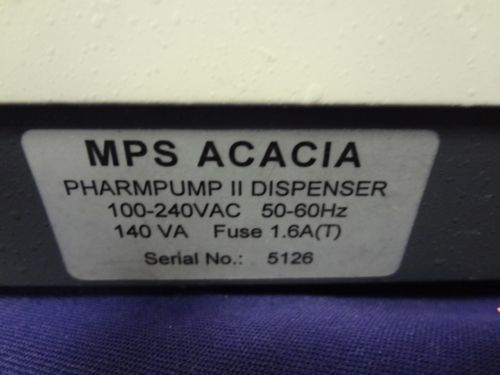 MPS ACACIA
PHARMPUMP II DISPENSER
100-240VAC 50-60Hz
140 VA Fuse 1.6A(T)
Serial No.: 5126